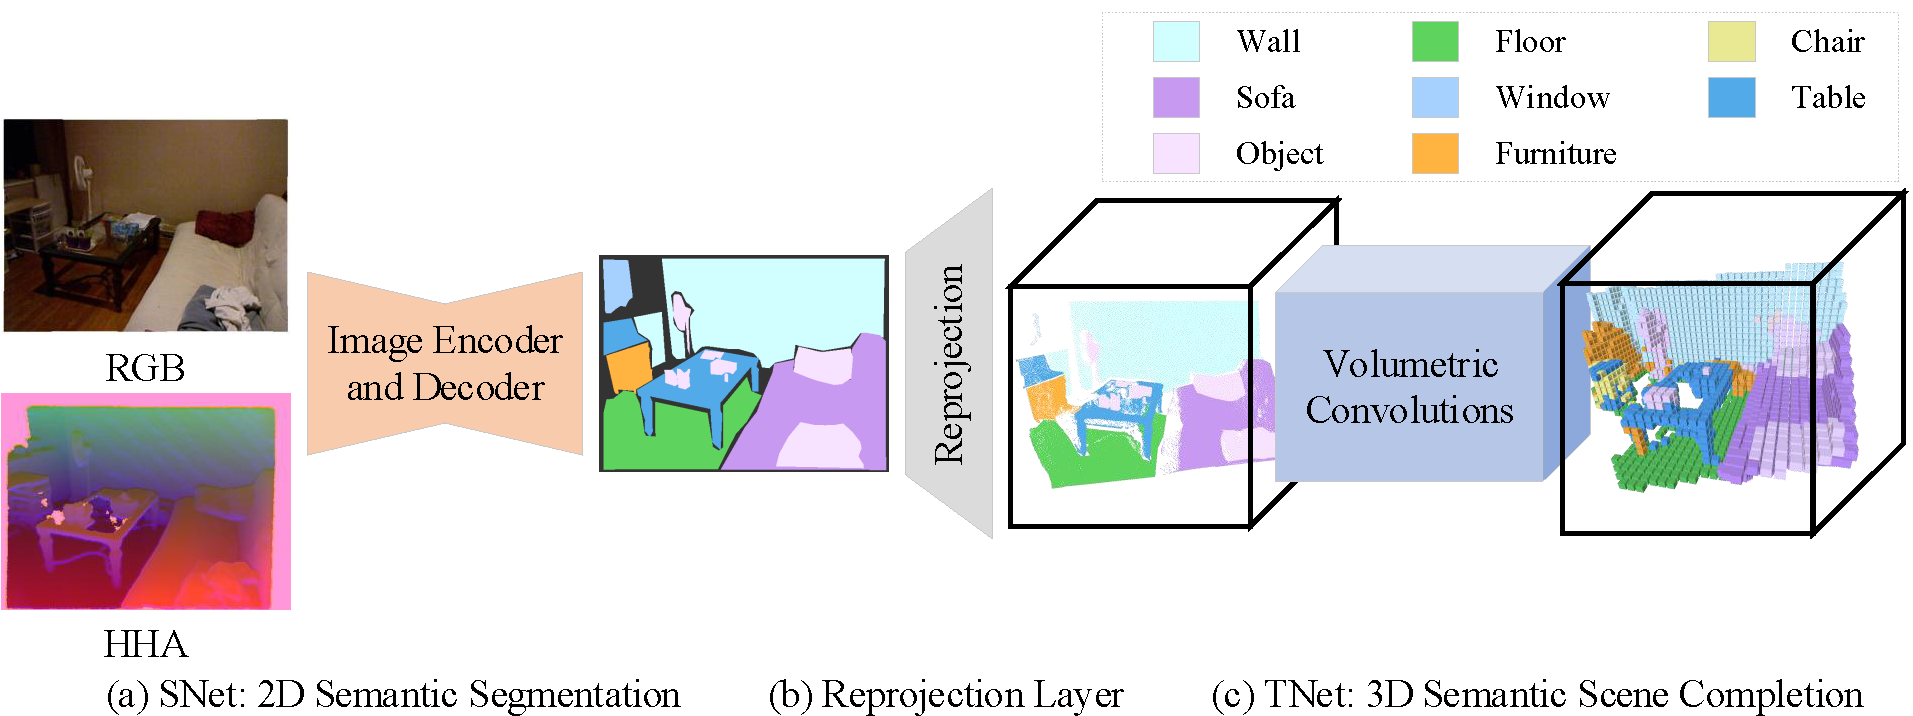 Wall
Floor
Chair
Sofa
Window
Table
Object
Furniture
RGB
Image Encoder
and Decoder
Reprojection
Volumetric
Convolutions
HHA
(a) SNet: 2D Semantic Segmentation
(b) Reprojection Layer
(c) TNet: 3D Semantic Scene Completion